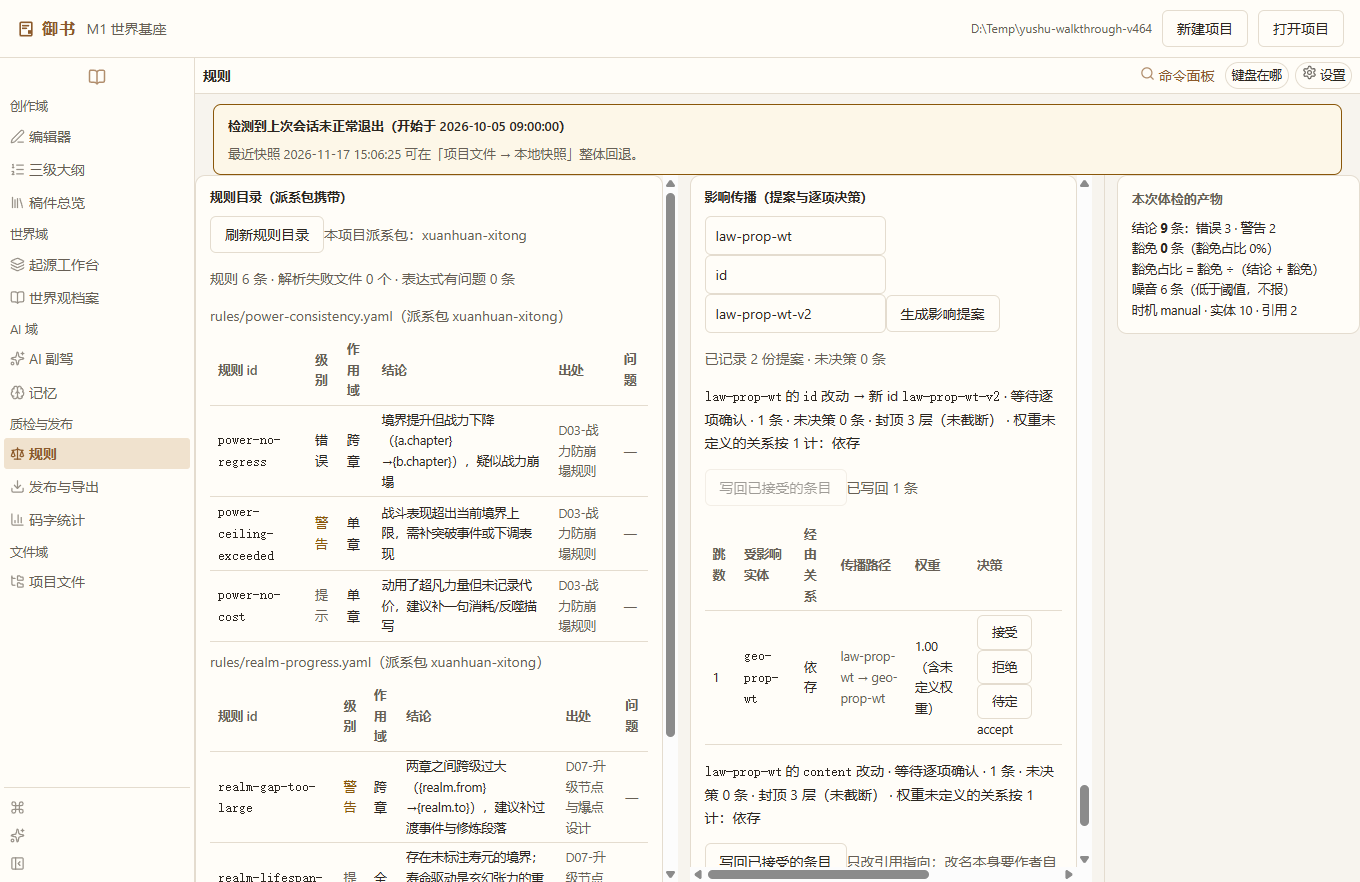 御书 M1 世界基座
D:\Temp\yushu-walkthrough-v464 新建项目 打开项目
创作域
编辑器
三级大纲
稿件总览
世界域
起源工作台
世界观档案
AI 域
AI 副驾
记忆
质检与发布
规则
发布与导出
码字统计
文件域
项目文件
规则
命令面板 键盘在哪 设置
检测到上次会话未正常退出（开始于 2026-10-05 09:00:00）
最近快照 2026-11-17 15:06:25 可在「项目文件 → 本地快照」整体回退。
规则目录（派系包携带）
刷新规则目录 本项目派系包：xuanhuan-xitong
规则 6 条 · 解析失败文件 0 个 · 表达式有问题 0 条
rules/power-consistency.yaml（派系包 xuanhuan-xitong）
规则 id 级别 作用域 结论 出处 问题
power-no-regress 错误 跨章 境界提升但战力下降（{a.chapter}→{b.chapter}），疑似战力崩塌 D03-战力防崩塌规则 —
power-ceiling-exceeded 警告 单章 战斗表现超出当前境界上限，需补突破事件或下调表现 D03-战力防崩塌规则 —
power-no-cost 提示 单章 动用了超凡力量但未记录代价，建议补一句消耗/反噬描写 D03-战力防崩塌规则 —
rules/realm-progress.yaml（派系包 xuanhuan-xitong）
规则 id 级别 作用域 结论 出处 问题
realm-gap-too-large 警告 跨章 两章之间跨级过大（{realm.from}→{realm.to}），建议补过渡事件与修炼段落 D07-升级节点与爆点设计 —
realm-lifespan- 提 全 存在未标注寿元的境界；寿命驱动是玄幻张力的重 D07-升级节点
影响传播（提案与逐项决策）
law-prop-wt
id
law-prop-wt-v2 生成影响提案
已记录 2 份提案 · 未决策 0 条
law-prop-wt 的 id 改动 → 新 id law-prop-wt-v2 · 等待逐
项确认 · 1 条 · 未决策 0 条 · 封顶 3 层（未截断） · 权重未
定义的关系按 1 计：依存
写回已接受的条目 已写回 1 条
跳数 受影响实体 经由关系 传播路径 权重 决策
1 geo-prop-wt 依存 law-prop-wt → geo-prop-wt 1.00（含未定义权重） 接受
拒绝
待定
accept
law-prop-wt 的 content 改动 · 等待逐项确认 · 1 条 · 未决
策 0 条 · 封顶 3 层（未截断） · 权重未定义的关系按 1
计：依存
写回已接受的条目 只改引用指向：改名本身要作者自
本次体检的产物
结论 9 条：错误 3 · 警告 2
豁免 0 条（豁免占比 0%）
豁免占比 = 豁免 ÷（结论 + 豁免）
噪音 6 条（低于阈值，不报）
时机 manual · 实体 10 · 引用 2